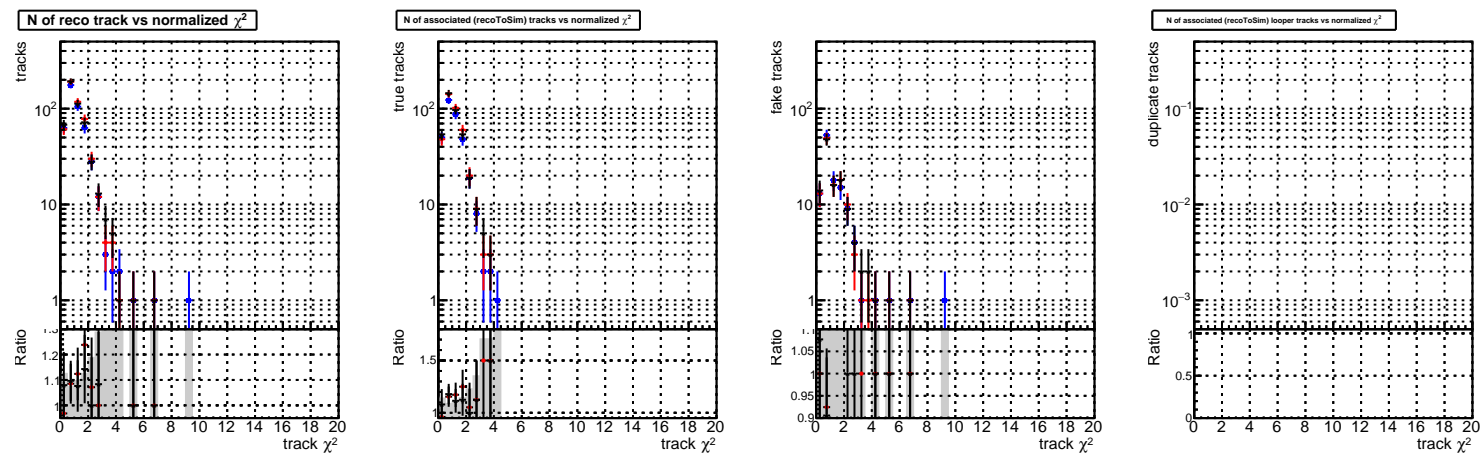 N of reco track vs normalized χ²
tracks
10²
10
1
Ratio
1.3
1.2
1.1
1
0 2 4 6 8 10 12 14 16 18 20
track χ²
N of associated (recoToSim) tracks vs normalized χ²
true tracks
10²
10
1
Ratio
1.5
1
0 2 4 6 8 10 12 14 16 18 20
track χ²
fake tracks
10²
10
1
Ratio
1.1
1.05
1
0.95
0.9
0 2 4 6 8 10 12 14 16 18 20
track χ²
N of associated (recoToSim) looper tracks vs normalized χ²
duplicate tracks
10⁻¹
10⁻²
10⁻³
Ratio
1
0.5
0
0 2 4 6 8 10 12 14 16 18 20
track χ²